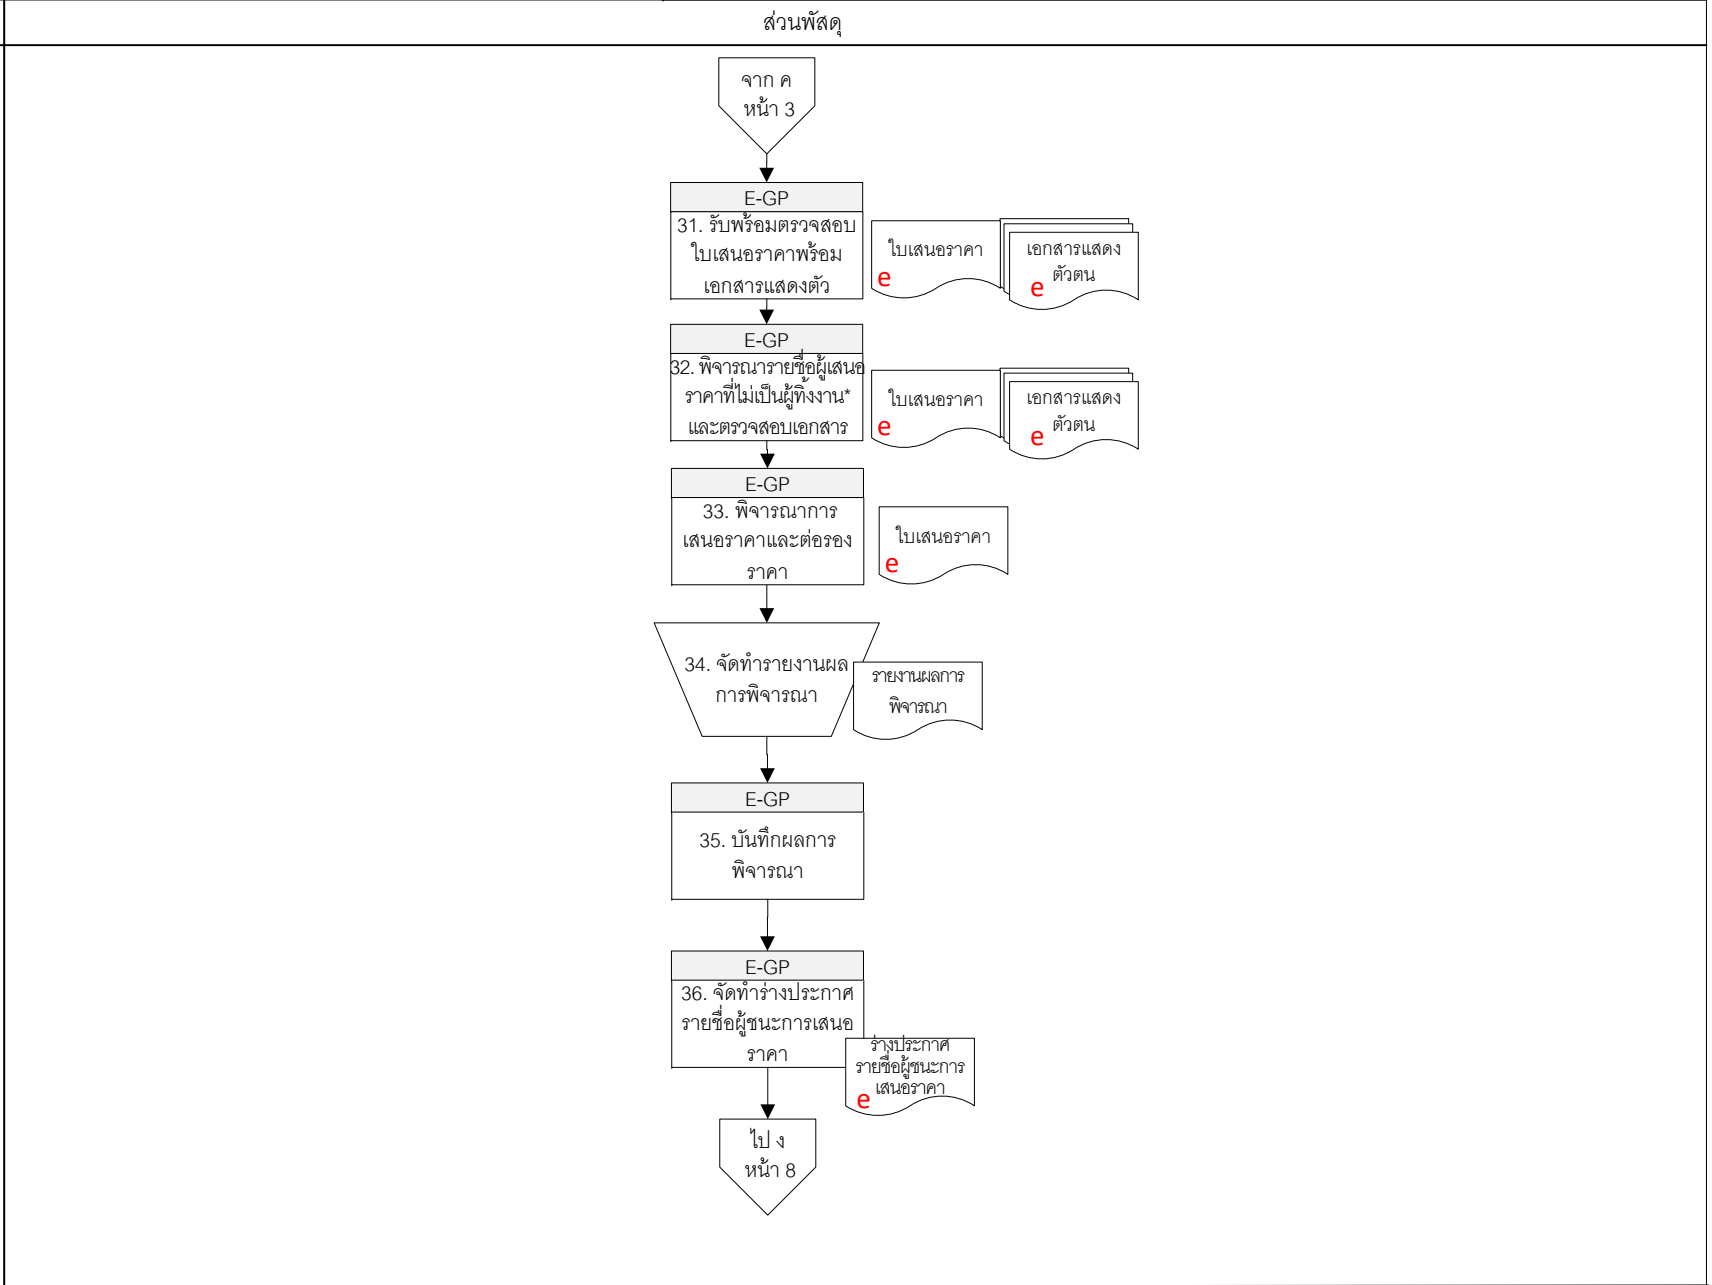 ส่วนพัสดุ
จาก ค
หน้า 3
E-GP
31. รับพร้อมตรวจสอบ
ใบเสนอราคาพร้อม
เอกสารแสดงตัว
ใบเสนอราคา
e
เอกสารแสดง
ตัวตน
e
E-GP
32. พิจารณารายชื่อผู้เสนอ
ราคาที่ไม่เป็นผู้ทิ้งงาน*
และตรวจสอบเอกสาร
ใบเสนอราคา
e
เอกสารแสดง
ตัวตน
e
E-GP
33. พิจารณาการ
เสนอราคาและต่อรอง
ราคา
ใบเสนอราคา
e
34. จัดทำรายงานผล
การพิจารณา
รายงานผลการ
พิจารณา
E-GP
35. บันทึกผลการ
พิจารณา
E-GP
36. จัดทำร่างประกาศ
รายชื่อผู้ชนะการเสนอ
ราคา
ร่างประกาศ
รายชื่อผู้ชนะการ
เสนอราคา
e
ไป ง
หน้า 8